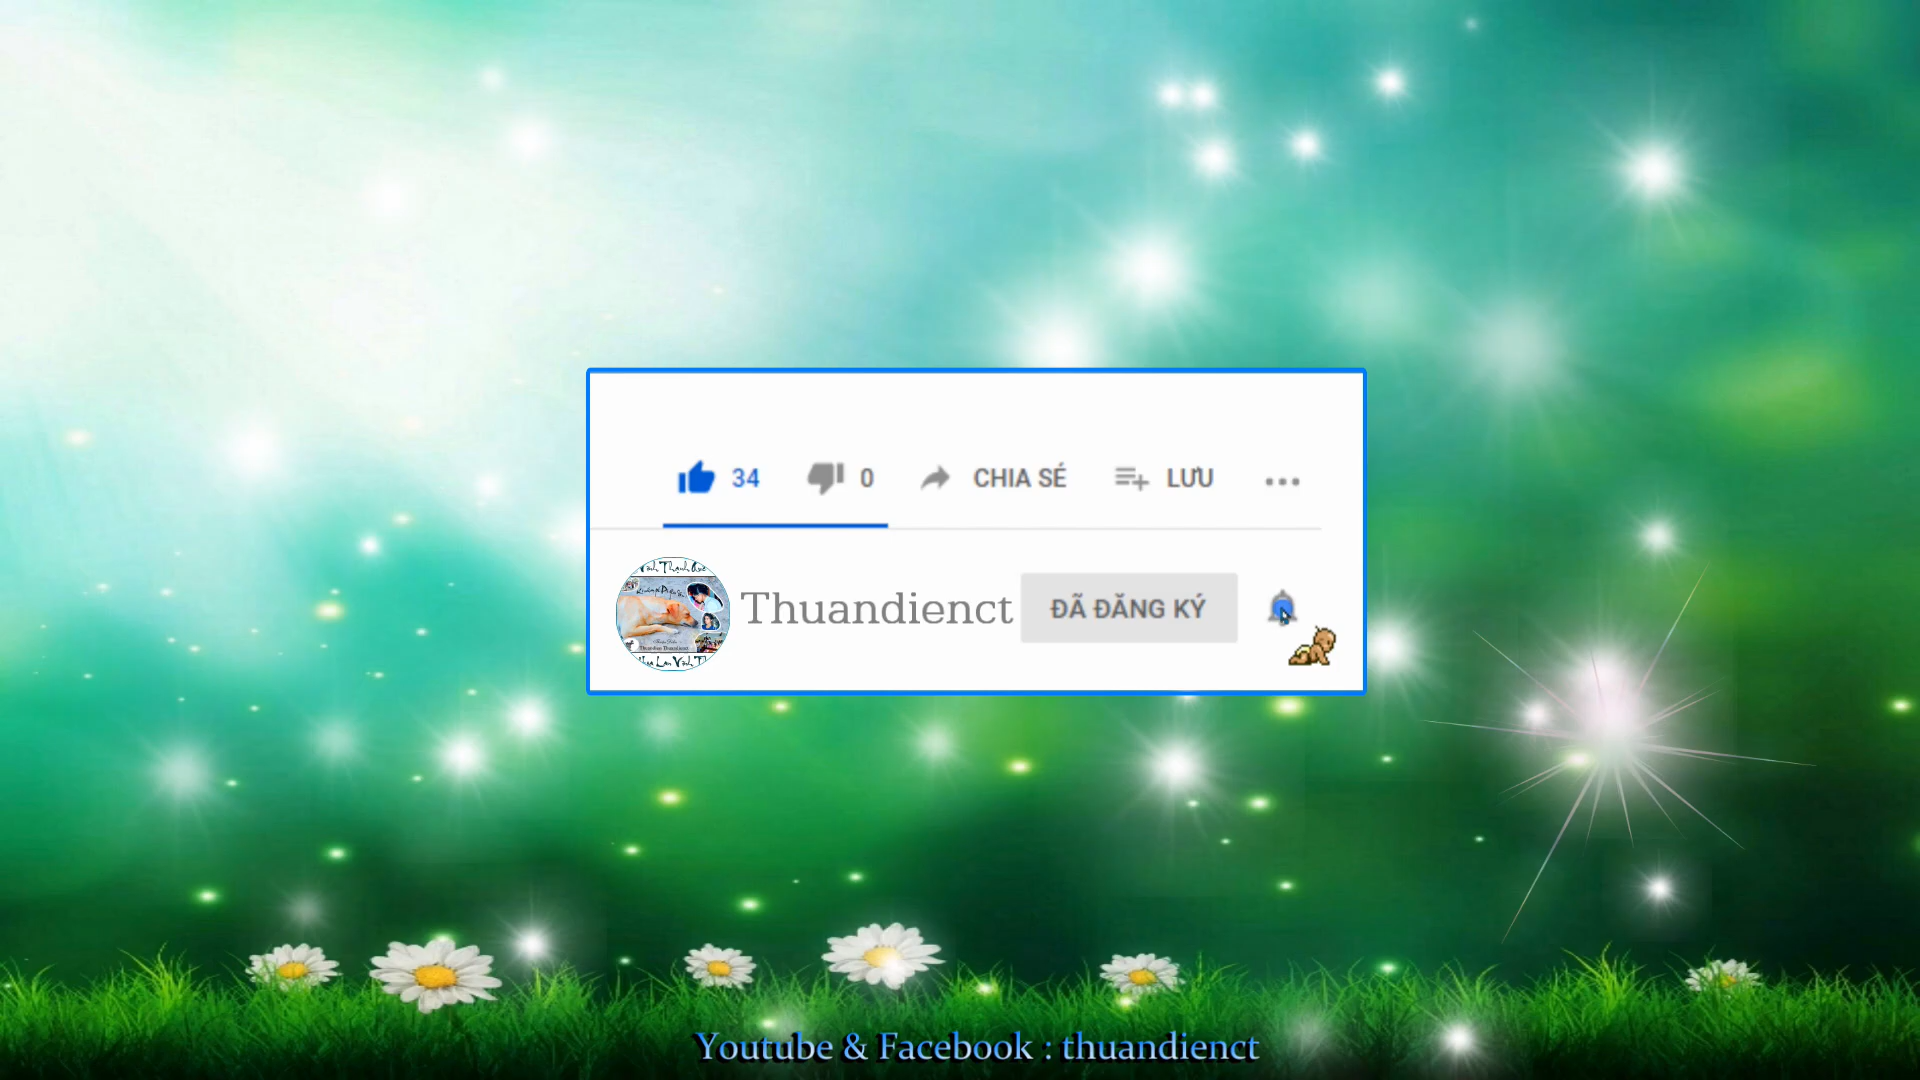 34 0 CHIA SẺ LƯU
Thuandienct ĐÃ ĐĂNG KÝ
Youtube & Facebook : thuandienct